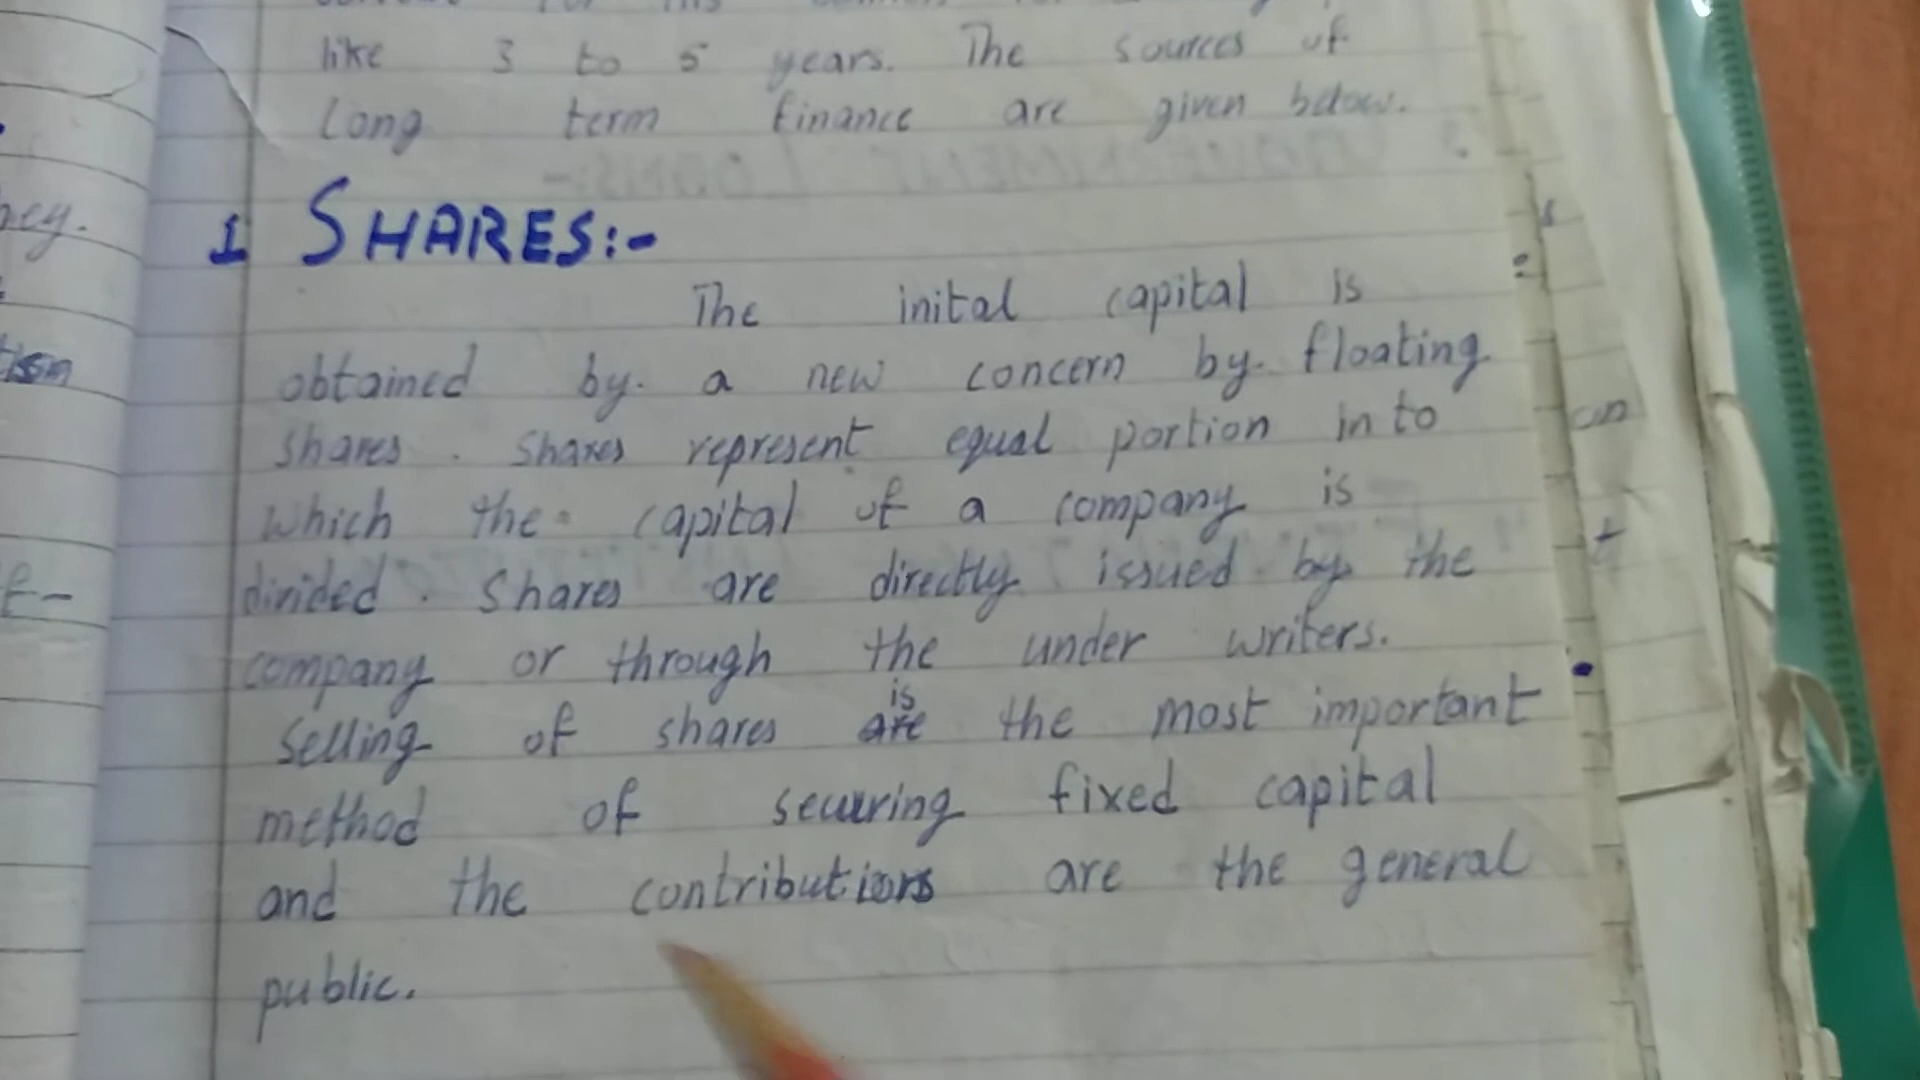 like 3 to 5 years. The sources of
long term finance are given below.
1 SHARES:-
The inital capital is
obtained by a new concern by floating
shares. Shares represent equal portion in to
which the capital of a company is
divided. Shares are directly issued by the
company or through the under writers.
is
Selling of shares are the most important
method of securing fixed capital
and the contributiors are the general
public.